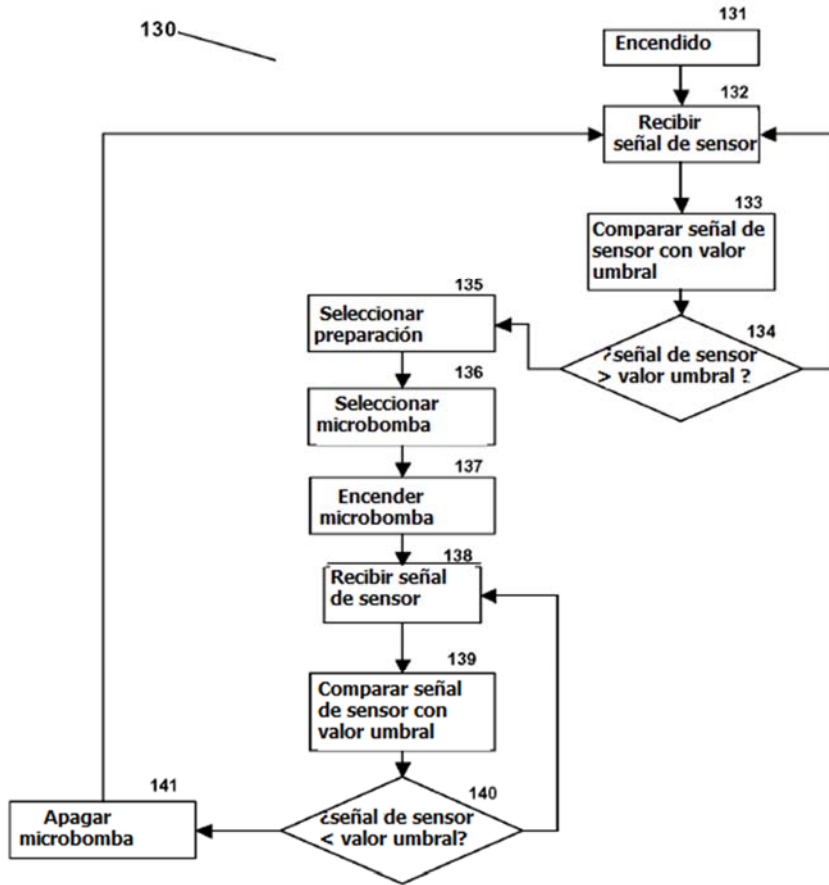 130
131
Encendido
132
Recibir
señal de sensor
133
Comparar señal de
sensor con valor
umbral
134
¿señal de sensor
> valor umbral ?
135
Seleccionar
preparación
136
Seleccionar
microbomba
137
Encender
microbomba
138
Recibir señal
de sensor
139
Comparar señal
de sensor con
valor umbral
140
¿señal de sensor
< valor umbral?
141
Apagar
microbomba